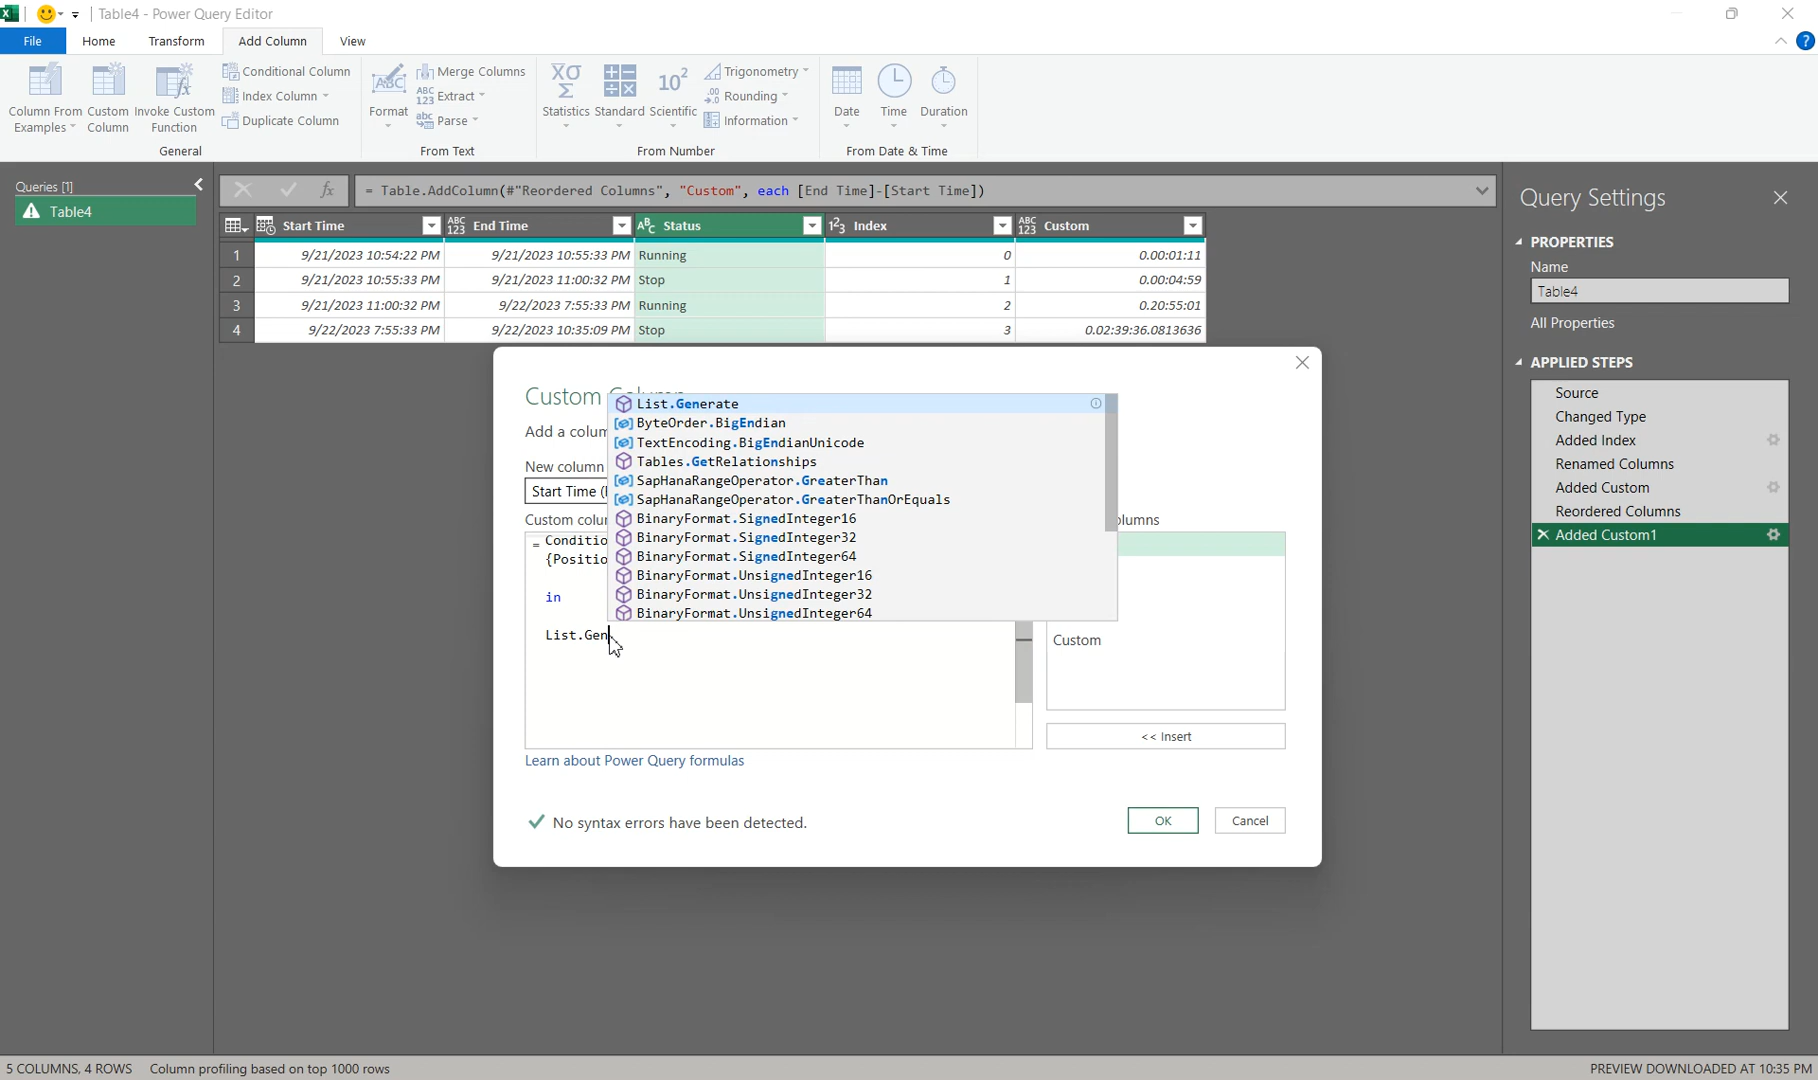 Table4 - Power Query Editor
File
Home
Transform
Add Column
View
Column From Examples
Custom Column
Invoke Custom Function
Conditional Column
Index Column
Duplicate Column
General
Format
Merge Columns
Extract
Parse
From Text
Statistics
Standard
Scientific
Trigonometry
Rounding
Information
From Number
Date
Time
Duration
From Date & Time
Queries [1]
Table4
= Table.AddColumn(#"Reordered Columns", "Custom", each [End Time]-[Start Time])
Start Time End Time Status Index Custom
1 9/21/2023 10:54:22 PM 9/21/2023 10:55:33 PM Running 0 0.00:01:11
2 9/21/2023 10:55:33 PM 9/21/2023 11:00:32 PM Stop 1 0.00:04:59
3 9/21/2023 11:00:32 PM 9/22/2023 7:55:33 PM Running 2 0.20:55:01
4 9/22/2023 7:55:33 PM 9/22/2023 10:35:09 PM Stop 3 0.02:39:36.0813636
Custom
Add a colum
New column
Start Time (
Custom colu
= Conditio
{Positio
in
List.Gen
List.Generate
ByteOrder.BigEndian
TextEncoding.BigEndianUnicode
Tables.GetRelationships
SapHanaRangeOperator.GreaterThan
SapHanaRangeOperator.GreaterThanOrEquals
BinaryFormat.SignedInteger16
BinaryFormat.SignedInteger32
BinaryFormat.SignedInteger64
BinaryFormat.UnsignedInteger16
BinaryFormat.UnsignedInteger32
BinaryFormat.UnsignedInteger64
lumns
Custom
<< Insert
Learn about Power Query formulas
No syntax errors have been detected.
OK
Cancel
Query Settings
PROPERTIES
Name
Table4
All Properties
APPLIED STEPS
Source
Changed Type
Added Index
Renamed Columns
Added Custom
Reordered Columns
Added Custom1
5 COLUMNS, 4 ROWS
Column profiling based on top 1000 rows
PREVIEW DOWNLOADED AT 10:35 PM